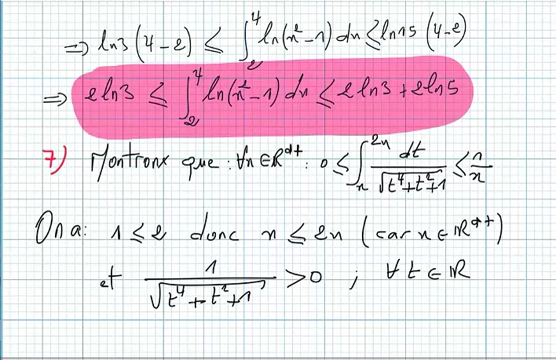 => ln3 (4-2) ≤ ∫₂⁴ ln(x²-1) dx ≤ ln15 (4-2)
=> 2ln3 ≤ ∫₂⁴ ln(x²-1) dx ≤ 2ln3 + 2ln5
7) Montronx que : ∀x ∈ ℝ*⁺ : 0 ≤ ∫ₓ²ˣ dt/√(t⁴+t²+1) ≤ 1/x
On a : 1 ≤ 2 donc x ≤ 2x (car x ∈ ℝ*⁺)
et 1/√(t⁴+t²+1) > 0 ; ∀ t ∈ ℝ